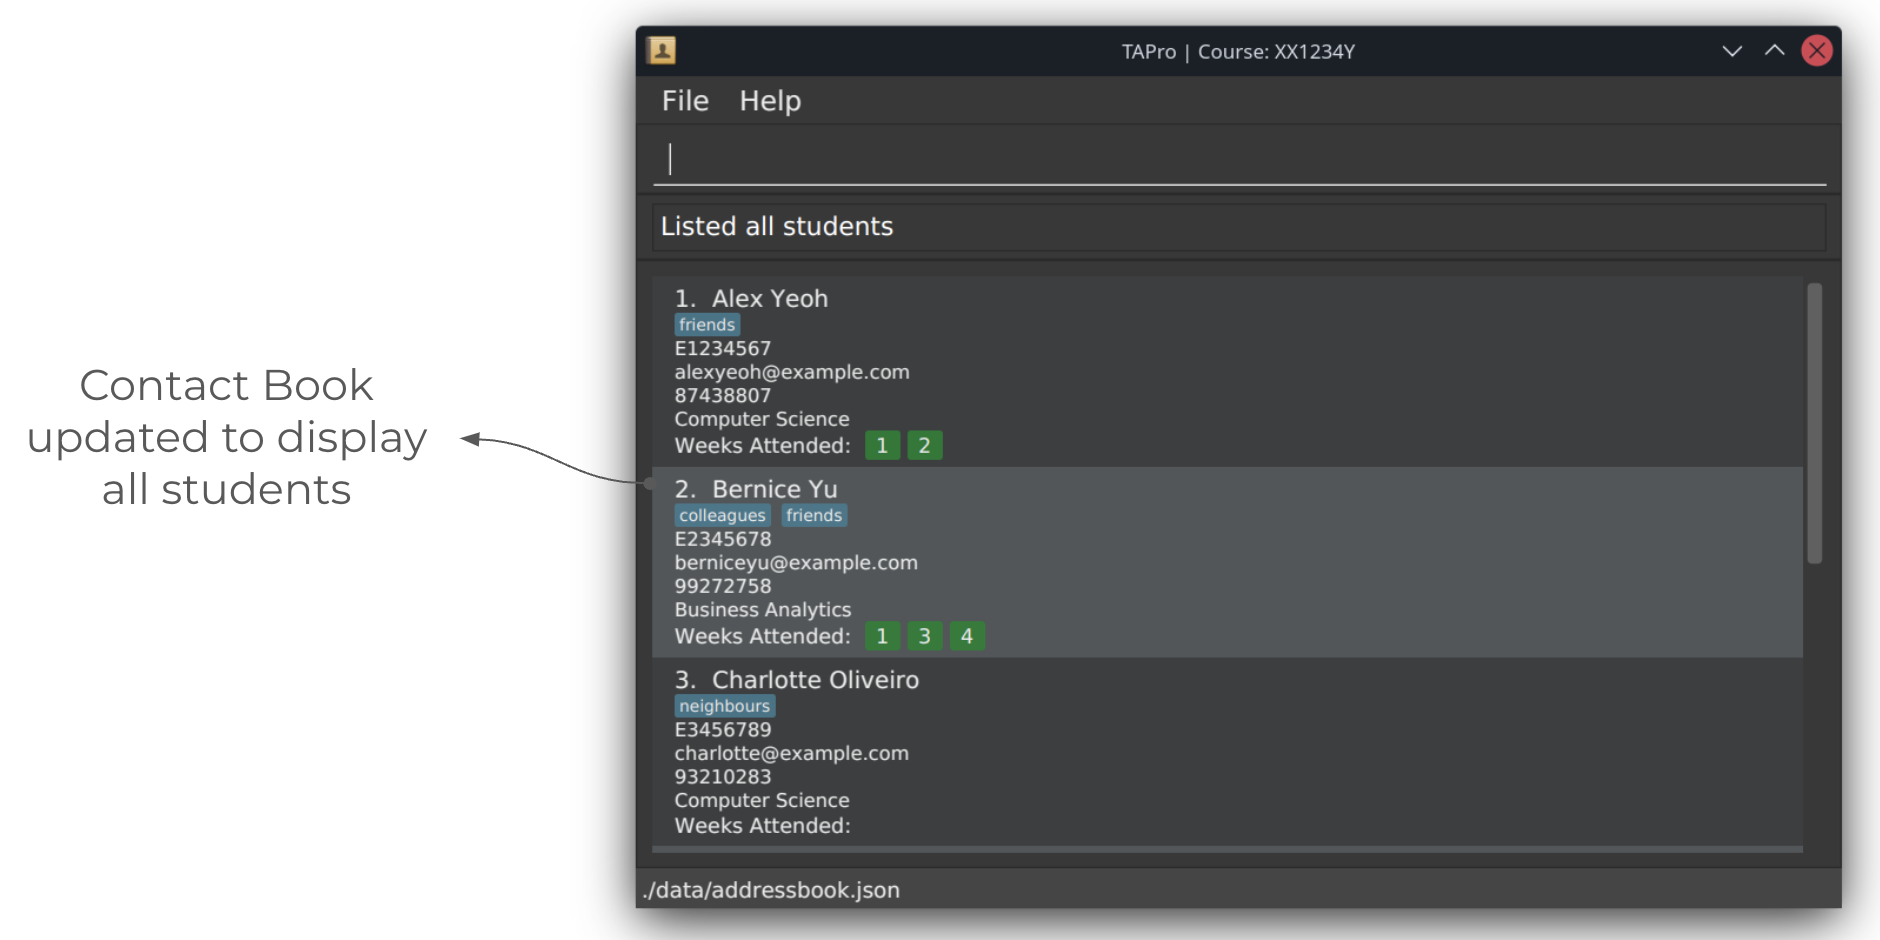 TAPro | Course: XX1234Y
File Help
Listed all students
Contact Book
updated to display
all students
1. Alex Yeoh
friends
E1234567
alexyeoh@example.com
87438807
Computer Science
Weeks Attended: 1 2
2. Bernice Yu
colleagues friends
E2345678
berniceyu@example.com
99272758
Business Analytics
Weeks Attended: 1 3 4
3. Charlotte Oliveiro
neighbours
E3456789
charlotte@example.com
93210283
Computer Science
Weeks Attended:
./data/addressbook.json